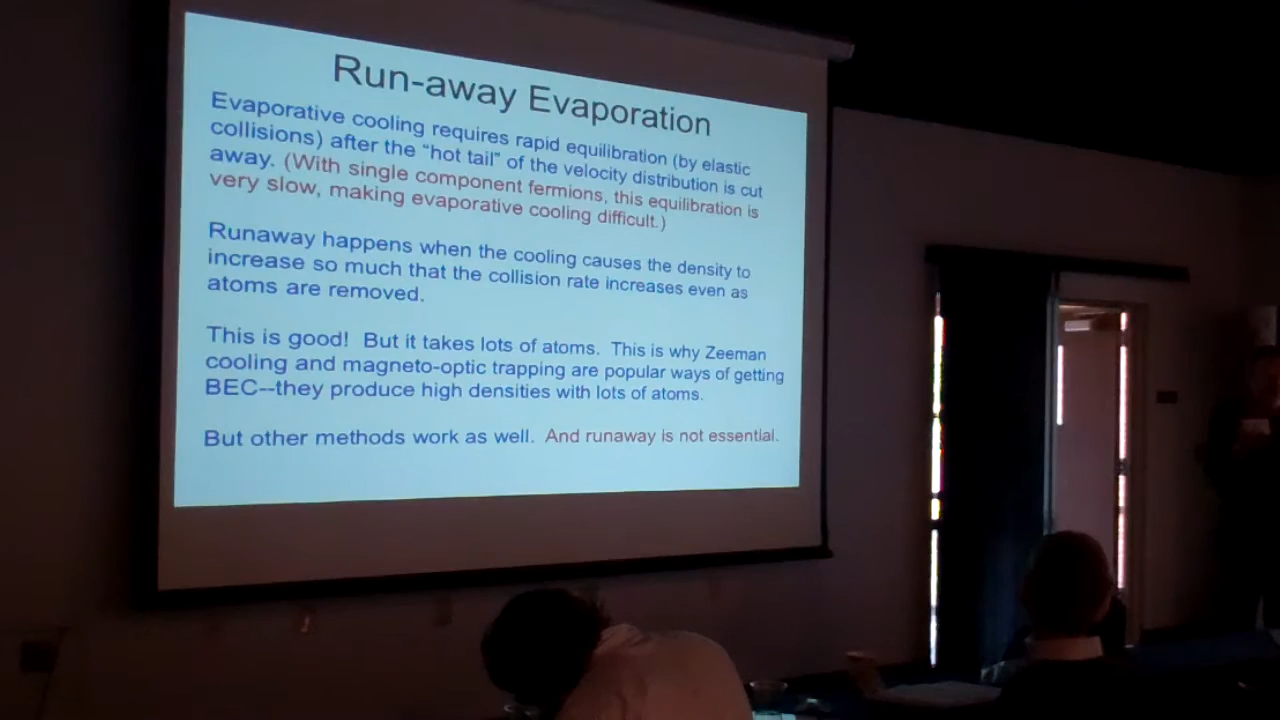 Run-away Evaporation
Evaporative cooling requires rapid equilibration (by elastic
collisions) after the “hot tail” of the velocity distribution is cut
away. (With single component fermions, this equilibration is
very slow, making evaporative cooling difficult.)
Runaway happens when the cooling causes the density to
increase so much that the collision rate increases even as
atoms are removed.
This is good! But it takes lots of atoms. This is why Zeeman
cooling and magneto-optic trapping are popular ways of getting
BEC--they produce high densities with lots of atoms.
But other methods work as well. And runaway is not essential.